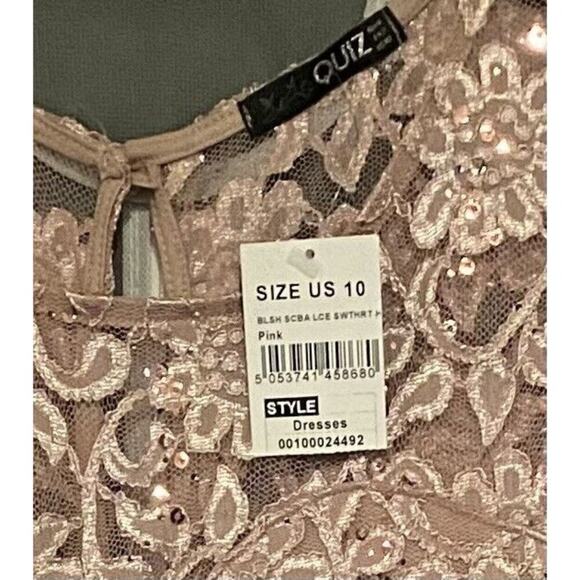 QUIZ
SIZE US 10
BLSH SCBA LCE SWTHRT H
Pink
5 053741 458680
STYLE
Dresses
00100024492